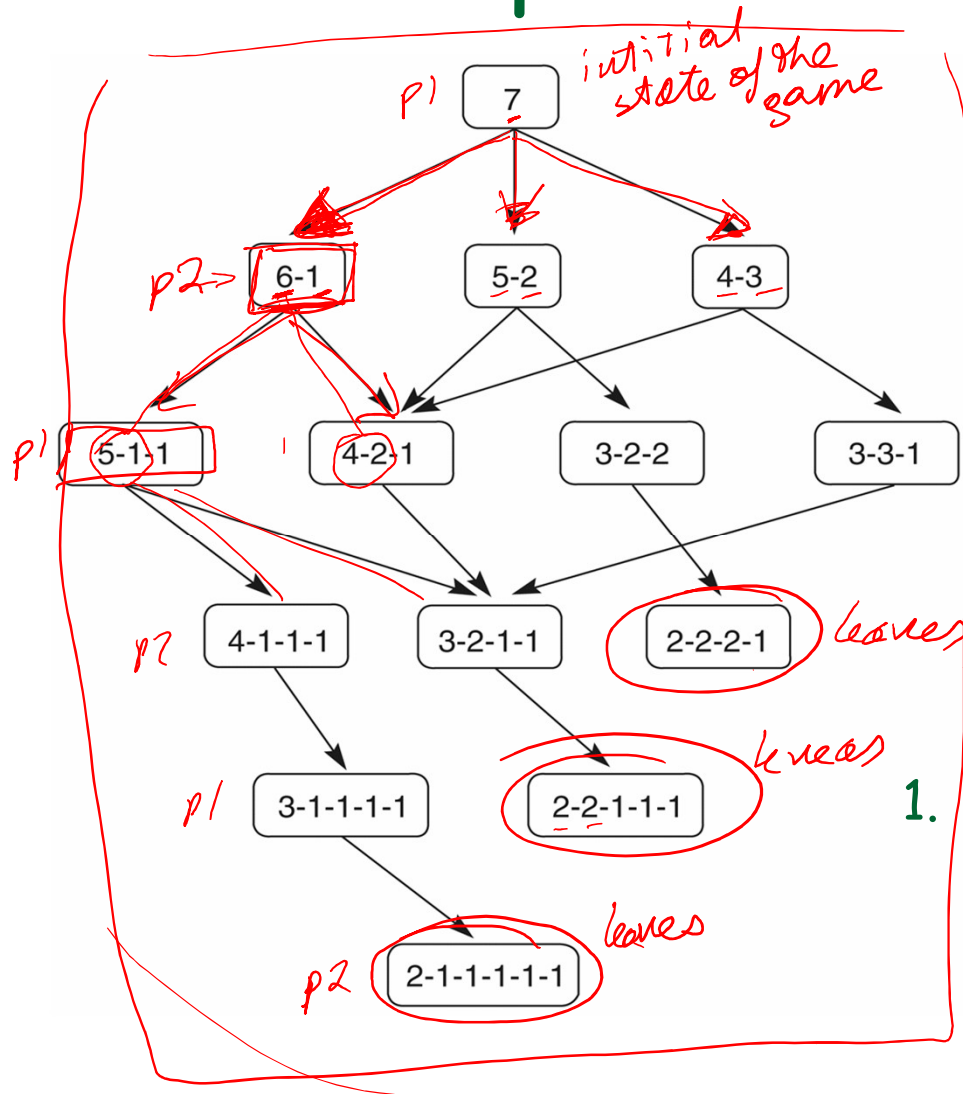 intitial
state of the
game
p1
7
p2
6-1
5-2
4-3
p1
5-1-1
4-2-1
3-2-2
3-3-1
p2
4-1-1-1
3-2-1-1
2-2-2-1
leaves
p1
3-1-1-1-1
2-2-1-1-1
1.
p2
2-1-1-1-1-1
leaves